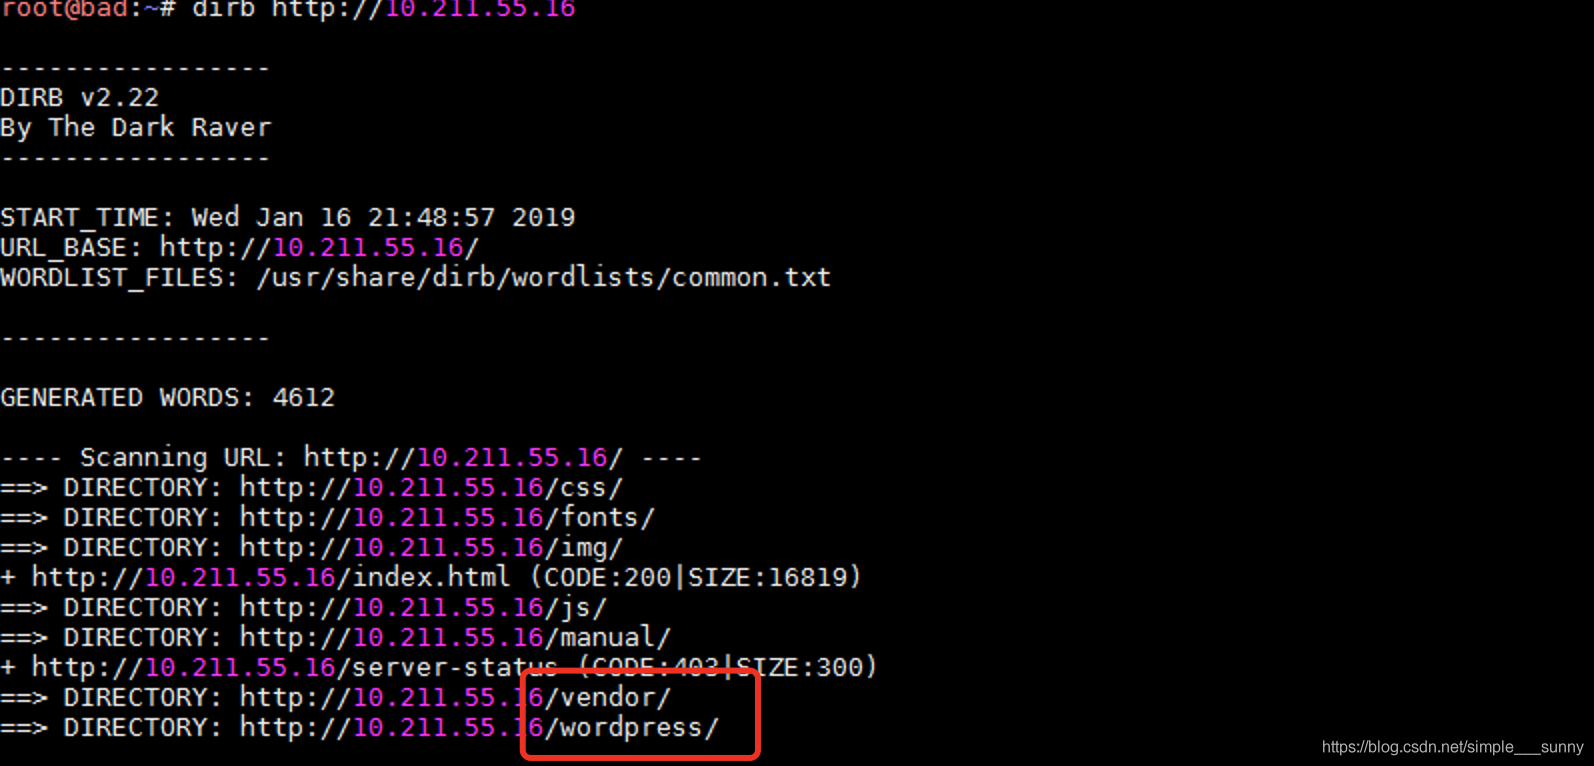 root@bad:~# dirb http://10.211.55.16
-----------------
DIRB v2.22
By The Dark Raver
-----------------
START_TIME: Wed Jan 16 21:48:57 2019
URL_BASE: http://10.211.55.16/
WORDLIST_FILES: /usr/share/dirb/wordlists/common.txt
-----------------
GENERATED WORDS: 4612
---- Scanning URL: http://10.211.55.16/ ----
==> DIRECTORY: http://10.211.55.16/css/
==> DIRECTORY: http://10.211.55.16/fonts/
==> DIRECTORY: http://10.211.55.16/img/
+ http://10.211.55.16/index.html (CODE:200|SIZE:16819)
==> DIRECTORY: http://10.211.55.16/js/
==> DIRECTORY: http://10.211.55.16/manual/
+ http://10.211.55.16/server-status (CODE:403|SIZE:300)
==> DIRECTORY: http://10.211.55.16/vendor/
==> DIRECTORY: http://10.211.55.16/wordpress/
https://blog.csdn.net/simple___sunny